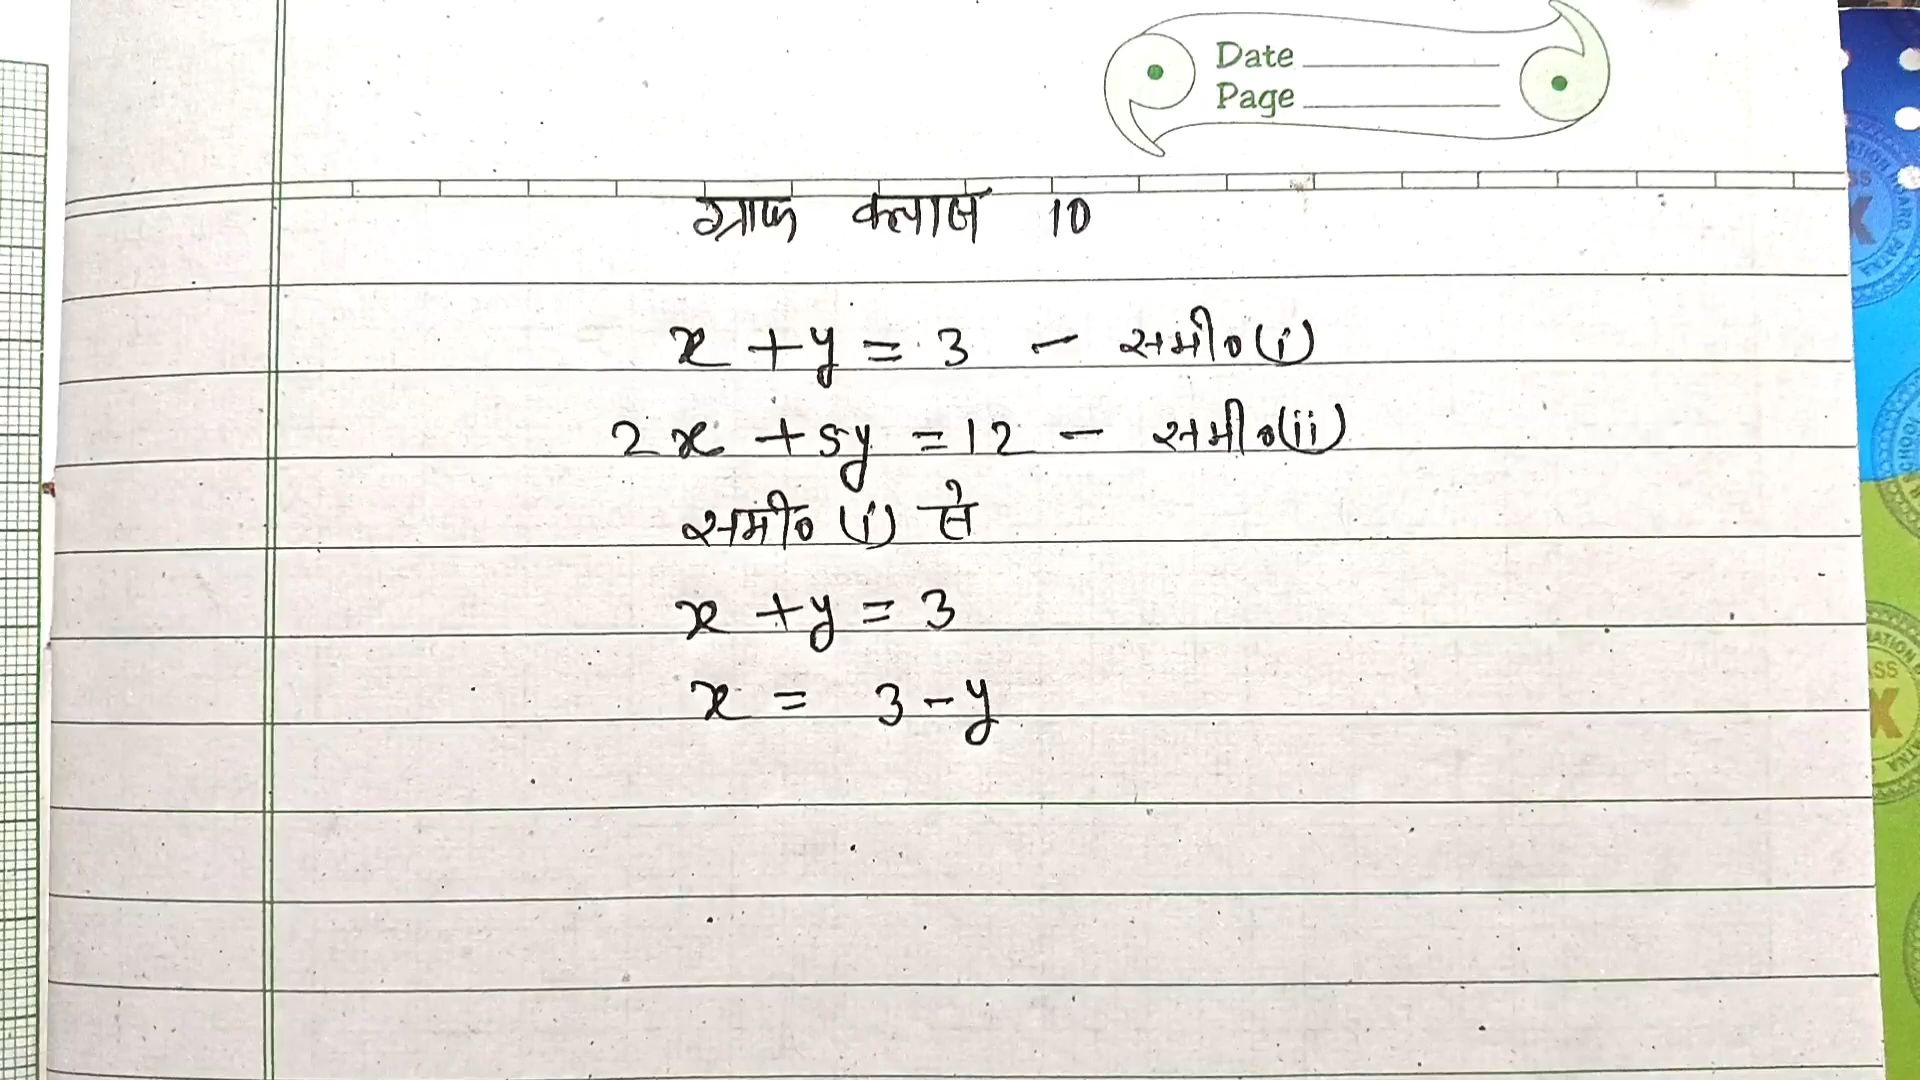 Date
Page
ग्राफ क्लास 10
x + y = 3 - समी० (i)
2x + 5y = 12 - समी० (ii)
समी० (i) से
x + y = 3
x = 3 - y